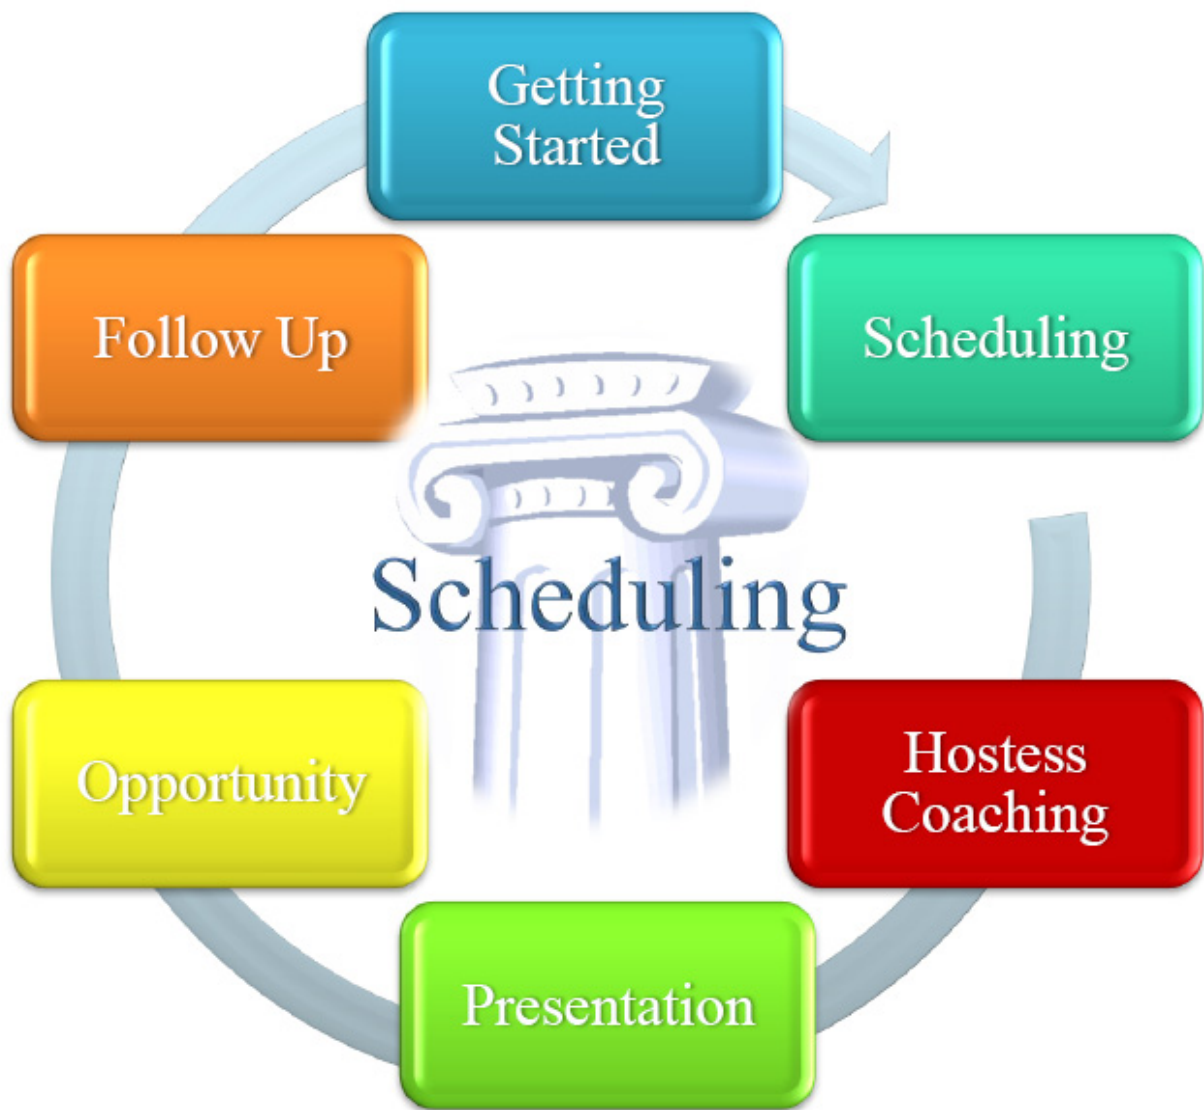 Getting
Started
Scheduling
Follow Up
Scheduling
Hostess
Coaching
Opportunity
Presentation